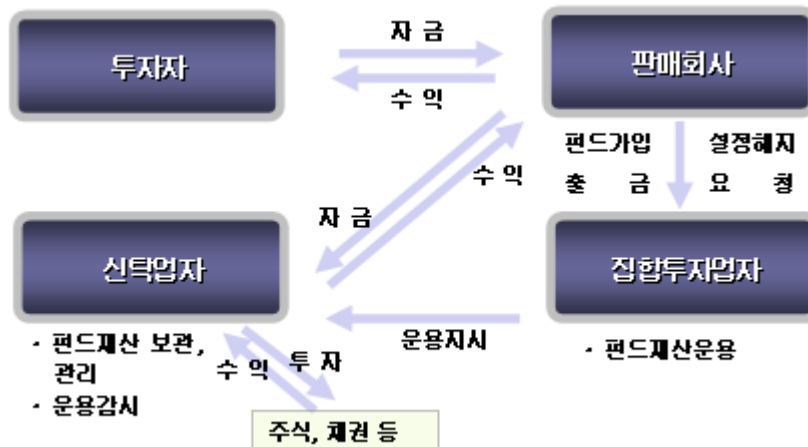 투자자
자 금
수 익
판매회사
펀드가입 설정해지
출 금 요 청
수 익
자 금
신탁업자
집합투자업자
운용지시
· 펀드재산 보관,
관리
· 운용감시
수 익
투 자
· 펀드재산운용
주식, 채권 등